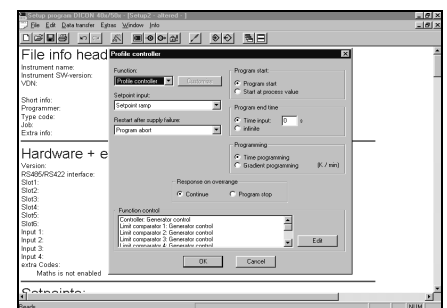 Setup program DICON 40x/50x - [Setup2 - altered -]
File Edit Data transfer Extras Window Info
File info head
Instrument name:
Instrument SW-version:
VDN:
Short info:
Programmer:
Type code:
Job:
Extra info:
Hardware + e
Version:
RS485/RS422 interface:
Slot1:
Slot2:
Slot3:
Slot4:
Slot5:
Slot6:
Input 1:
Input 2:
Input 3:
Input 4:
extra Codes:
Maths is not enabled
Setpoints:
Ready
NUM
Profile controller
Function:
Profile controller
Setpoint input:
Setpoint ramp
Restart after supply failure:
Program abort
Program start:
Program start
Start at process value
Program end time
Time input: 0 s
infinite
Programming
Time programming
Gradient programming (K / min)
Response on overrange
Continue
Program stop
Function control
Controller: Generator control
Limit comparator 1: Generator control
Limit comparator 2: Generator control
Limit comparator 3: Generator control
Limit comparator 4: Generator control
Edit
OK
Cancel